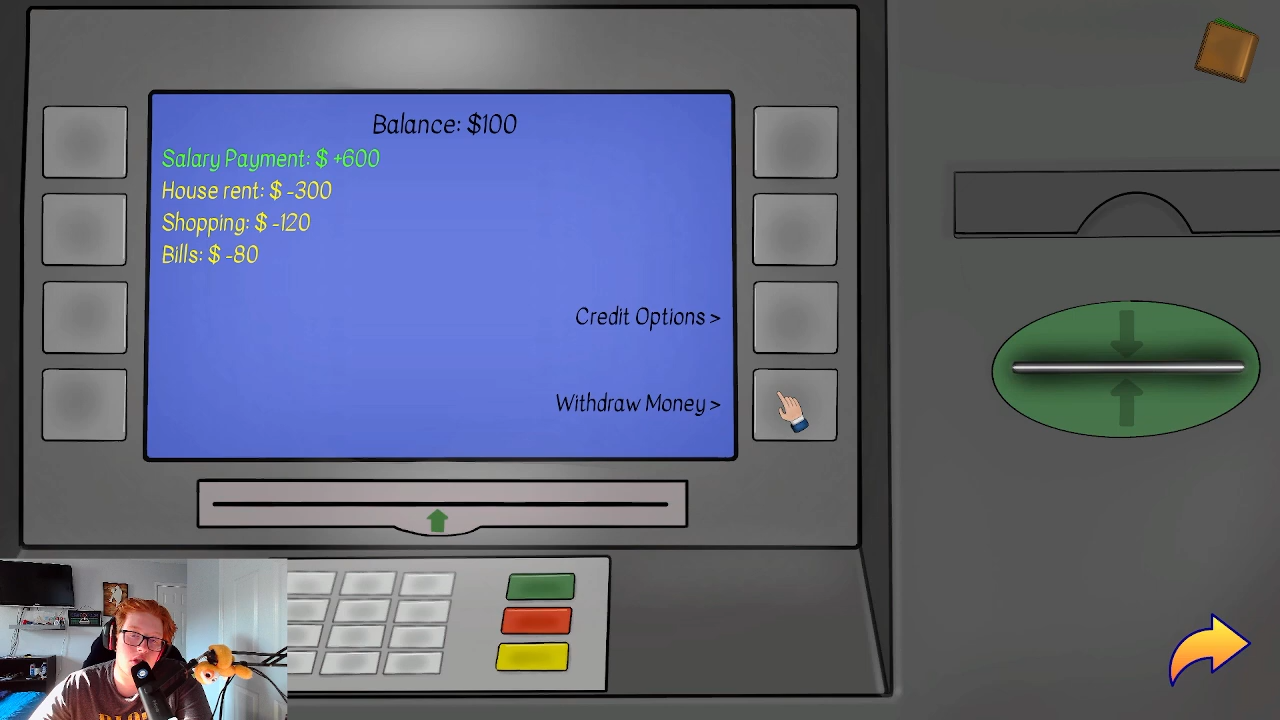 Balance: $100
Salary Payment: $ +600
House rent: $ -300
Shopping: $ -120
Bills: $ -80
Credit Options >
Withdraw Money >